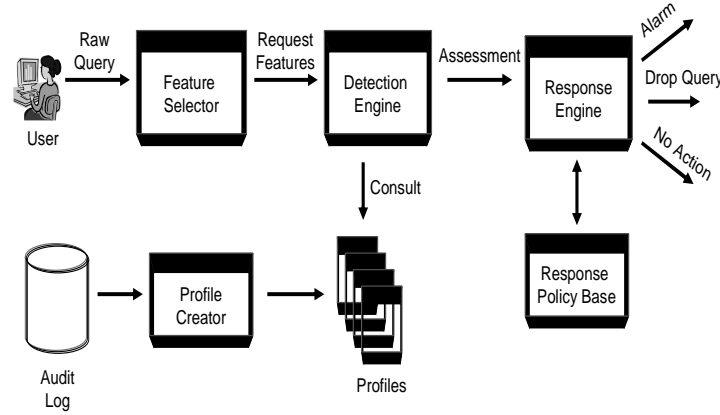 Raw
Query
User
Feature
Selector
Request
Features
Detection
Engine
Assessment
Response
Engine
Alarm
Drop Query
No Action
Consult
Audit
Log
Profile
Creator
Profiles
Response
Policy Base